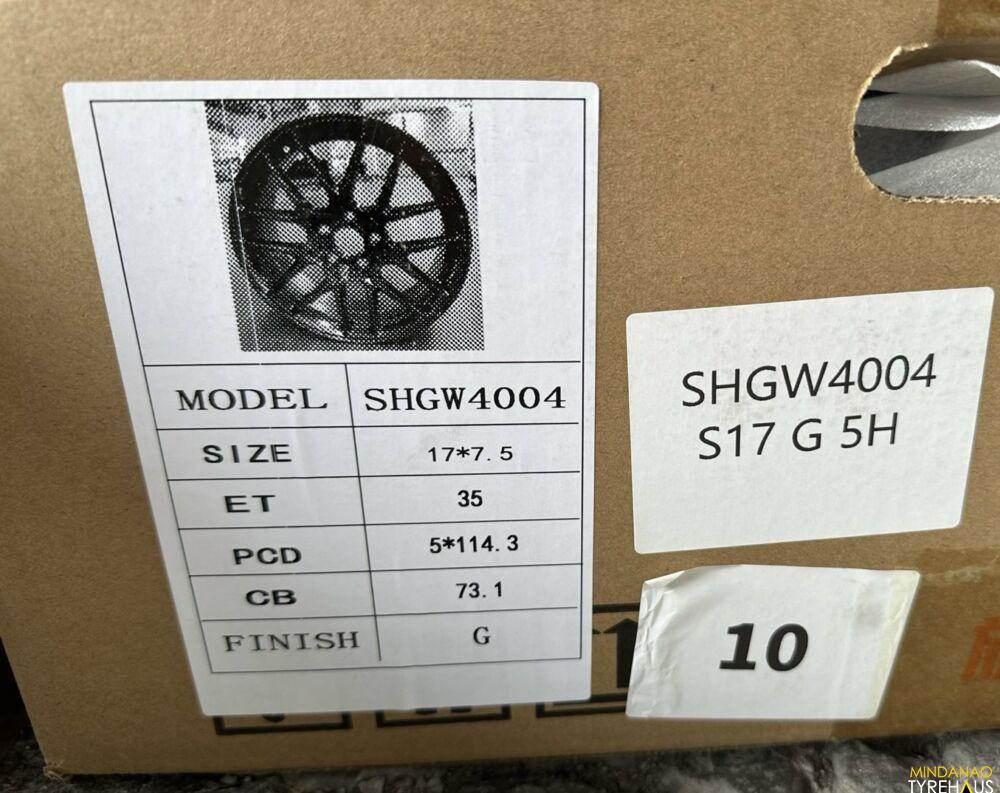 MODEL SHGW4004
SIZE 17*7.5
ET 35
PCD 5*114.3
CB 73.1
FINISH G
SHGW4004
S17 G 5H
10
MINDANAO
TYREHAUS